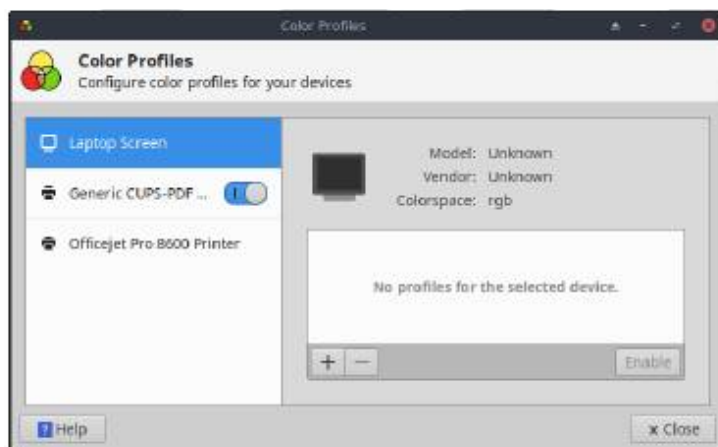 Color Profiles
Color Profiles
Configure color profiles for your devices
Laptop Screen
Generic CUPS-PDF ...
Officejet Pro 8600 Printer
Model: Unknown
Vendor: Unknown
Colorspace: rgb
No profiles for the selected device.
+ −
Enable
? Help
x Close